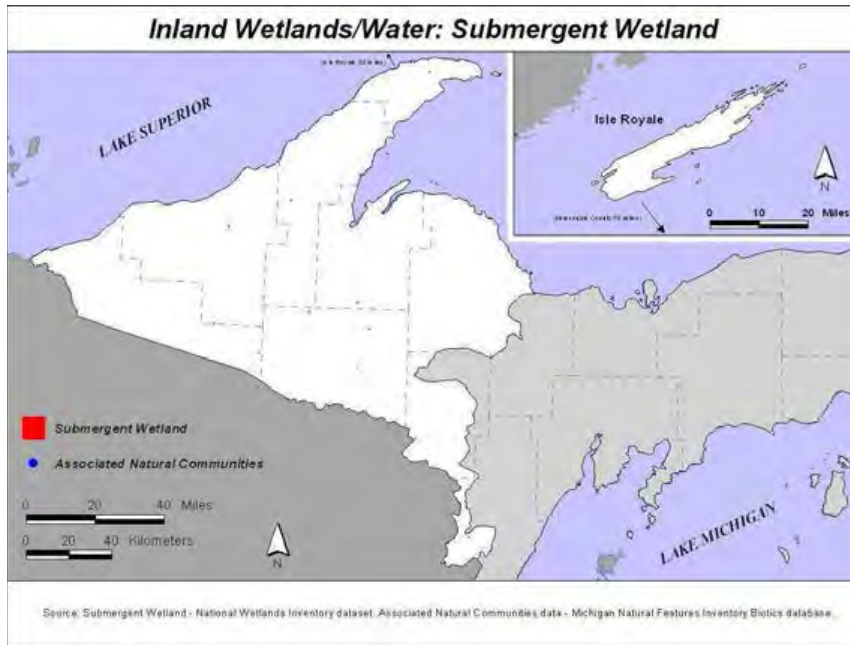 Inland Wetlands/Water: Submergent Wetland
LAKE SUPERIOR
Isle Royale
N
0 10 20 Miles
Submergent Wetland
Associated Natural Communities
0 20 40 Miles
0 20 40 Kilometers
N
LAKE MICHIGAN
Source: Submergent Wetland - National Wetlands Inventory dataset. Associated Natural Communities data - Michigan Natural Features Inventory Biotics database.